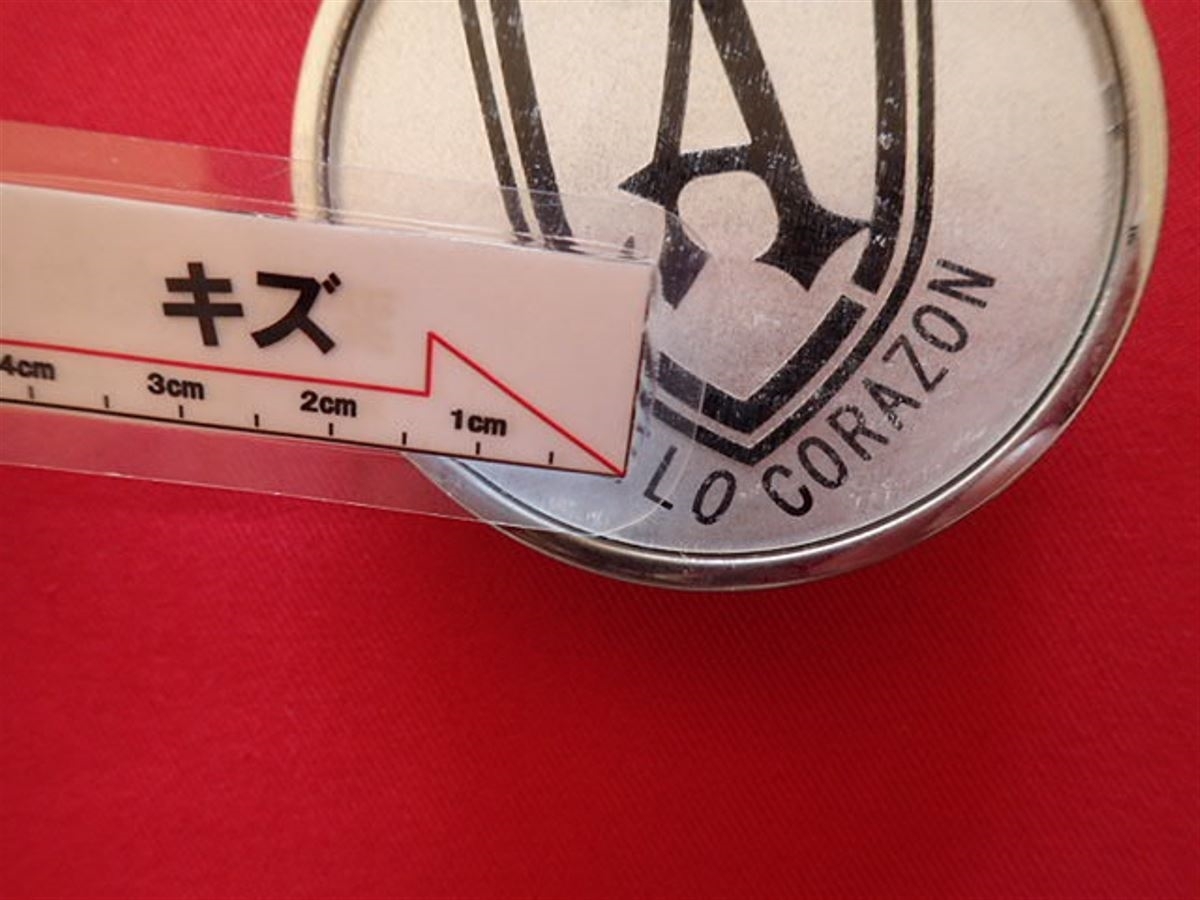 キズ
4cm 3cm 2cm 1cm
A
LO CORAZON